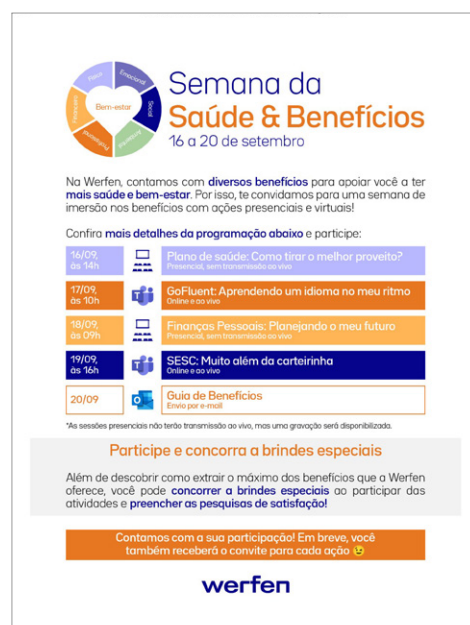 Física
Emocional
Social
Ambiental
Profissional
Financeiro
Bem-estar
Semana da
Saúde & Benefícios
16 a 20 de setembro
Na Werfen, contamos com diversos benefícios para apoiar você a ter
mais saúde e bem-estar. Por isso, te convidamos para uma semana de
imersão nos benefícios com ações presenciais e virtuais!
Confira mais detalhes da programação abaixo e participe:
16/09,
às 14h
Plano de saúde: Como tirar o melhor proveito?
Presencial, sem transmissão ao vivo
17/09,
às 10h
GoFluent: Aprendendo um idioma no meu ritmo
Online e ao vivo
18/09,
às 09h
Finanças Pessoais: Planejando o meu futuro
Presencial, sem transmissão ao vivo
19/09,
às 16h
SESC: Muito além da carteirinha
Online e ao vivo
20/09
Guia de Benefícios
Envio por e-mail
*As sessões presenciais não terão transmissão ao vivo, mas uma gravação será disponibilizada.
Participe e concorra a brindes especiais
Além de descobrir como extrair o máximo dos benefícios que a Werfen
oferece, você pode concorrer a brindes especiais ao participar das
atividades e preencher as pesquisas de satisfação!
Contamos com a sua participação! Em breve, você
também receberá o convite para cada ação 😉
werfen